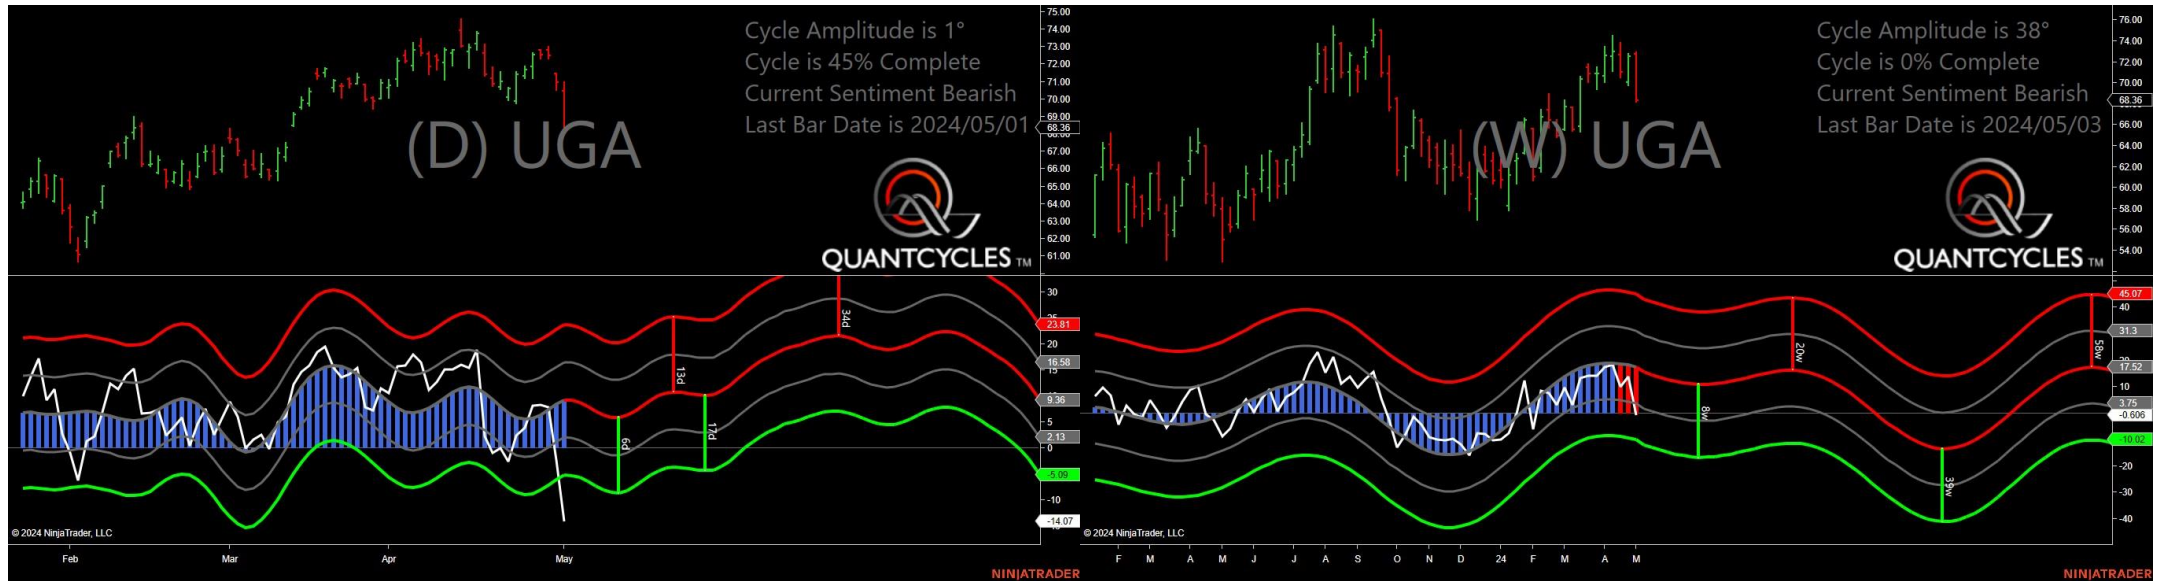 Cycle Amplitude is 1°
Cycle is 45% Complete
Current Sentiment Bearish
Last Bar Date is 2024/05/01
(D) UGA
QUANTCYCLES TM
75.00
74.00
73.00
72.00
71.00
70.00
69.00
68.36
67.00
66.00
65.00
64.00
63.00
62.00
61.00
30
23.81
20
16.58
15
9.36
5
2.13
0
-5.09
-10
-14.07
6d
13d
17d
34d
© 2024 NinjaTrader, LLC
Feb Mar Apr May
NINJATRADER
Cycle Amplitude is 38°
Cycle is 0% Complete
Current Sentiment Bearish
Last Bar Date is 2024/05/03
(W) UGA
QUANTCYCLES TM
76.00
74.00
72.00
70.00
68.36
66.00
64.00
62.00
60.00
58.00
56.00
54.00
45.07
40
31.3
17.52
10
3.75
-0.606
-10.02
-20
-30
-40
8w
20w
39w
58w
© 2024 NinjaTrader, LLC
F M A M J J A S O N D 24 F M A M
NINJATRADER